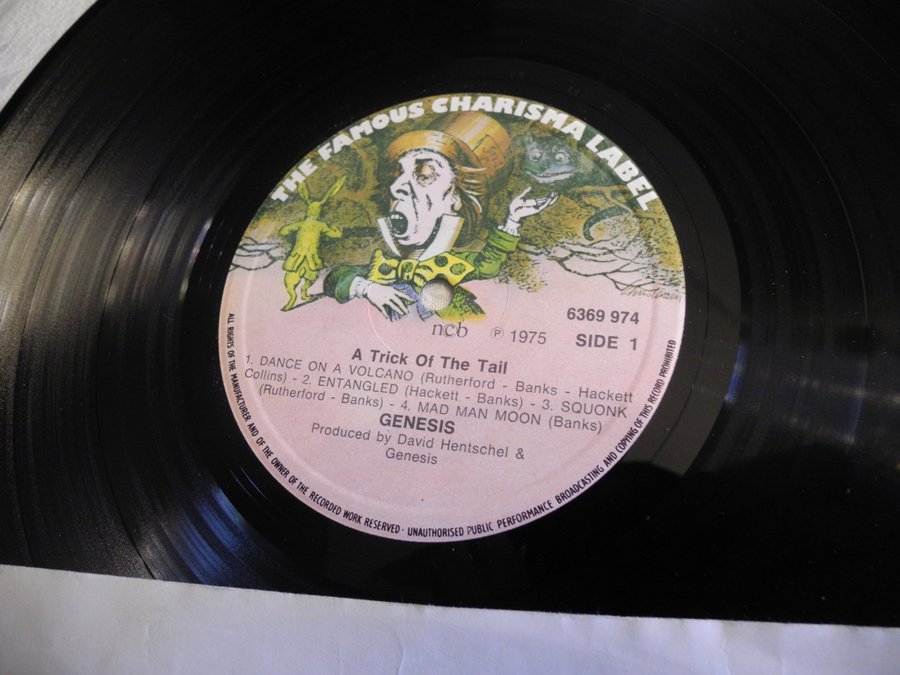 THE FAMOUS CHARISMA LABEL
6369 974
ncb ℗ 1975 SIDE 1
A Trick Of The Tail
1. DANCE ON A VOLCANO (Rutherford - Banks - Hackett
Collins) - 2. ENTANGLED (Hackett - Banks) - 3. SQUONK
(Rutherford - Banks) - 4. MAD MAN MOON (Banks)
GENESIS
Produced by David Hentschel &
Genesis
ALL RIGHTS OF THE MANUFACTURER AND OF THE OWNER OF THE RECORDED WORK RESERVED · UNAUTHORISED PUBLIC PERFORMANCE BROADCASTING AND COPYING OF THIS RECORD PROHIBITED